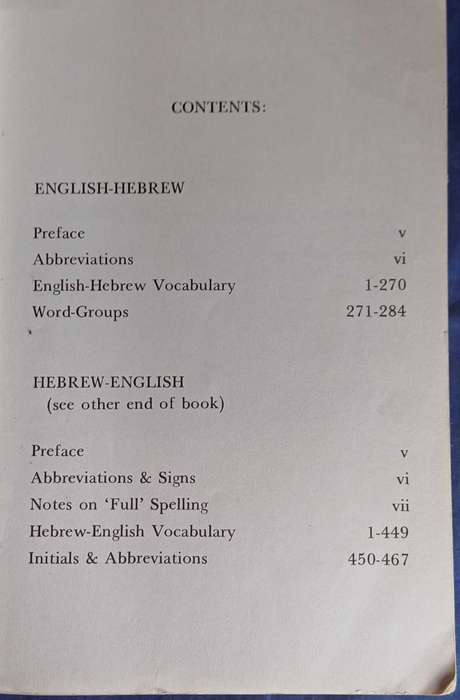 CONTENTS:
ENGLISH-HEBREW
Preface v
Abbreviations vi
English-Hebrew Vocabulary 1-270
Word-Groups 271-284
HEBREW-ENGLISH
(see other end of book)
Preface v
Abbreviations & Signs vi
Notes on ‘Full’ Spelling vii
Hebrew-English Vocabulary 1-449
Initials & Abbreviations 450-467